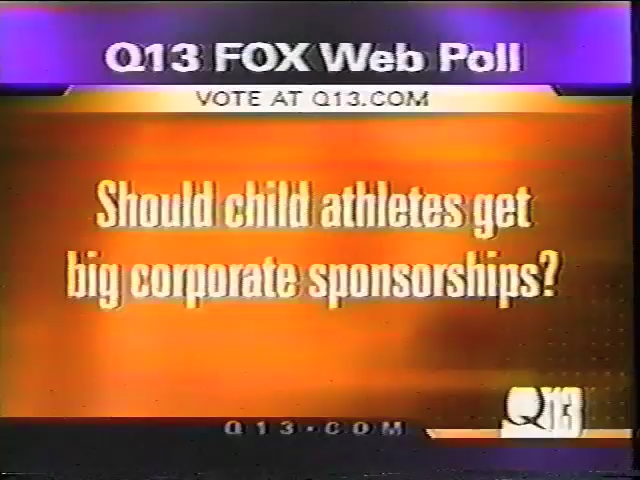 Q13 FOX Web Poll
VOTE AT Q13.COM
Should child athletes get
big corporate sponsorships?
Q13
Q13.COM